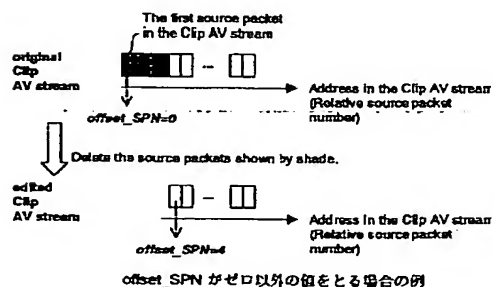 The first source packet
in the Clip AV stream
original
Clip
AV stream
Address in the Clip AV stream
(Relative source packet
number)
offset_SPN=0
Delete the source packets shown by shade.
edited
Clip
AV stream
Address in the Clip AV stream
(Relative source packet
number)
offset_SPN=4
offset_SPN がゼロ以外の値をとる場合の例